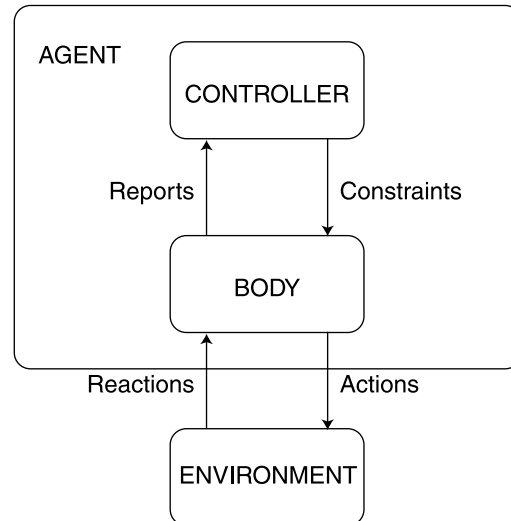 AGENT
CONTROLLER
Reports
Constraints
BODY
Reactions
Actions
ENVIRONMENT